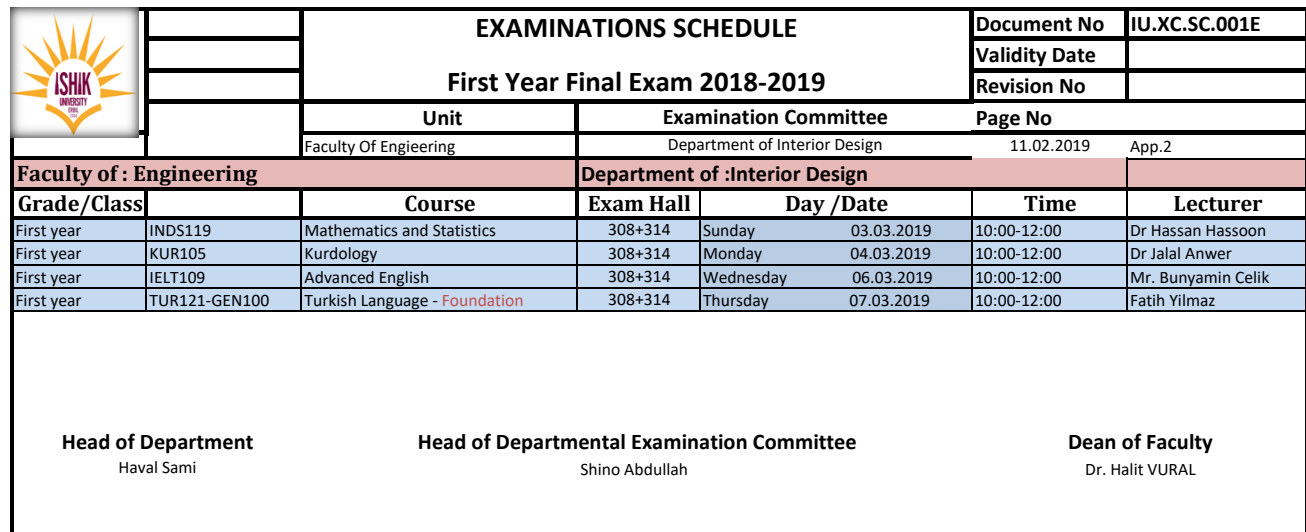 ISHIK
UNIVERSITY
EXAMINATIONS SCHEDULE
First Year Final Exam 2018-2019
Document No IU.XC.SC.001E
Validity Date
Revision No
Unit Examination Committee Page No
Faculty Of Engieering Department of Interior Design 11.02.2019 App.2
Faculty of : Engineering Department of :Interior Design
Grade/Class Course Exam Hall Day /Date Time Lecturer
First year INDS119 Mathematics and Statistics 308+314 Sunday 03.03.2019 10:00-12:00 Dr Hassan Hassoon
First year KUR105 Kurdology 308+314 Monday 04.03.2019 10:00-12:00 Dr Jalal Anwer
First year IELT109 Advanced English 308+314 Wednesday 06.03.2019 10:00-12:00 Mr. Bunyamin Celik
First year TUR121-GEN100 Turkish Language - Foundation 308+314 Thursday 07.03.2019 10:00-12:00 Fatih Yilmaz
Head of Department Head of Departmental Examination Committee Dean of Faculty
Haval Sami Shino Abdullah Dr. Halit VURAL